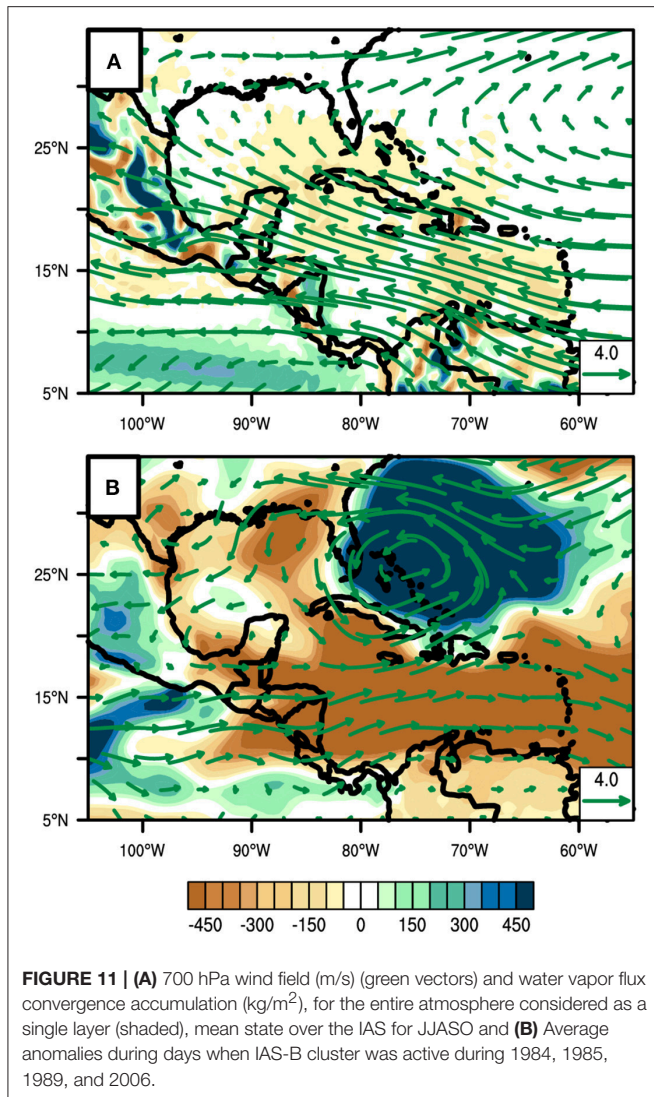 A
25°N
15°N
5°N
4.0
100°W 90°W 80°W 70°W 60°W
B
25°N
15°N
5°N
4.0
100°W 90°W 80°W 70°W 60°W
-450 -300 -150 0 150 300 450
FIGURE 11 | (A) 700 hPa wind field (m/s) (green vectors) and water vapor flux
convergence accumulation (kg/m²), for the entire atmosphere considered as a
single layer (shaded), mean state over the IAS for JJASO and (B) Average
anomalies during days when IAS-B cluster was active during 1984, 1985,
1989, and 2006.